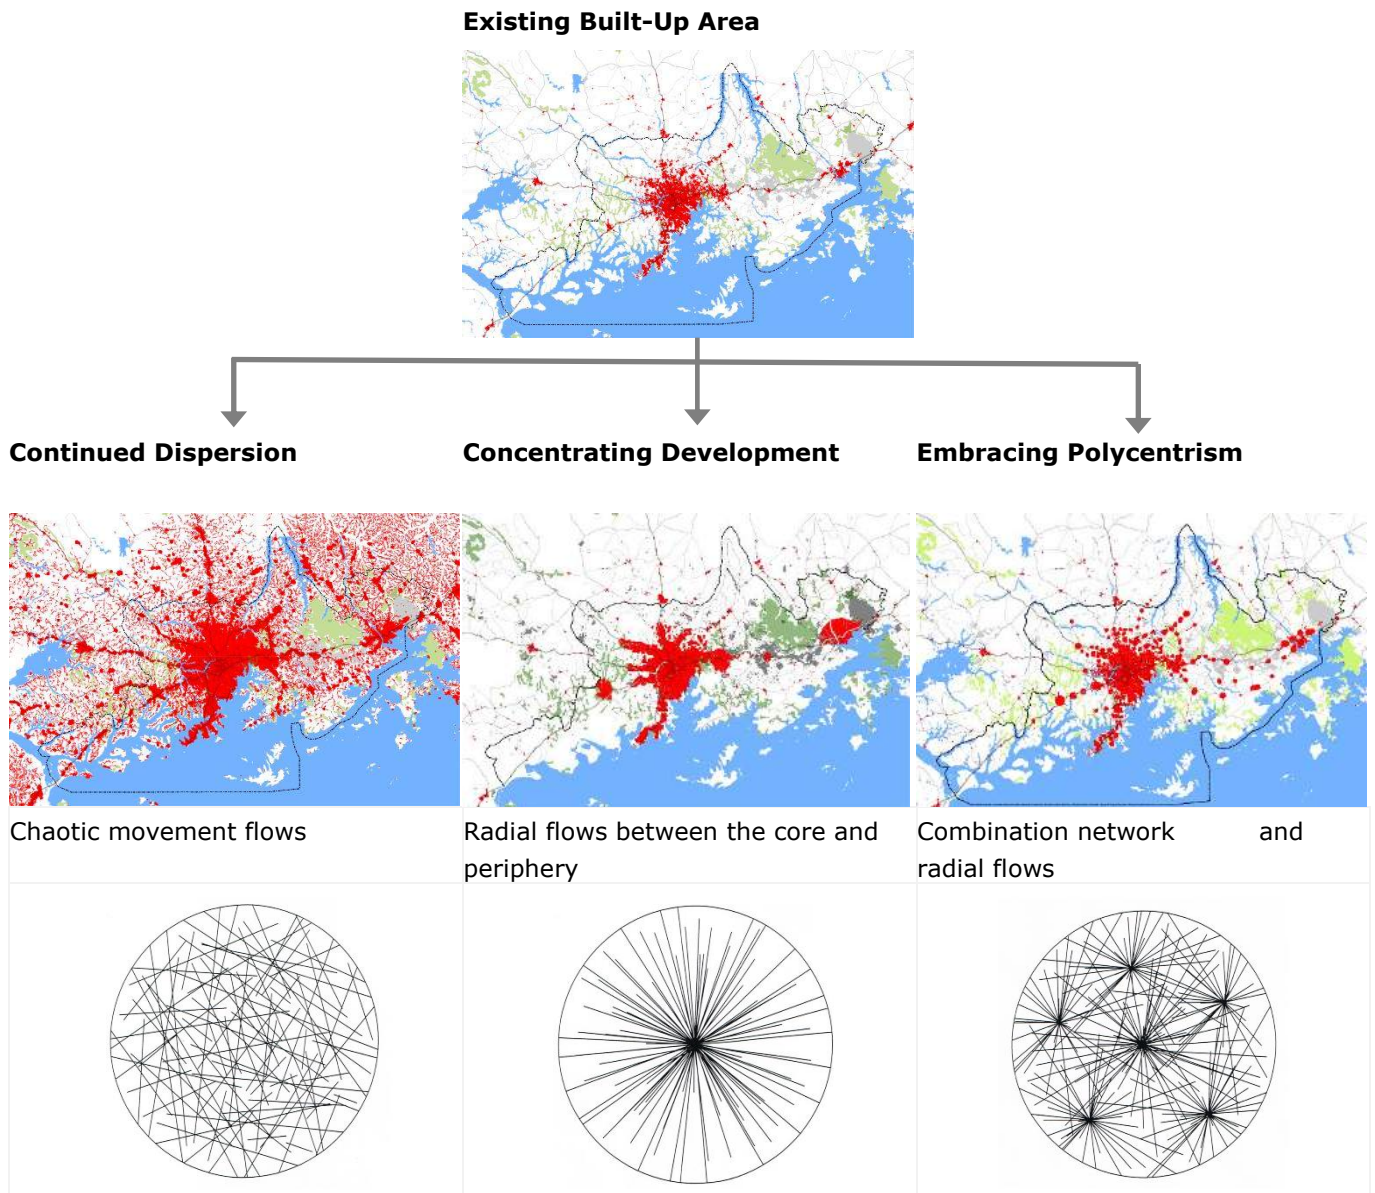 Existing Built-Up Area
Continued Dispersion
Concentrating Development
Embracing Polycentrism
Chaotic movement flows
Radial flows between the core and
periphery
Combination network and
radial flows